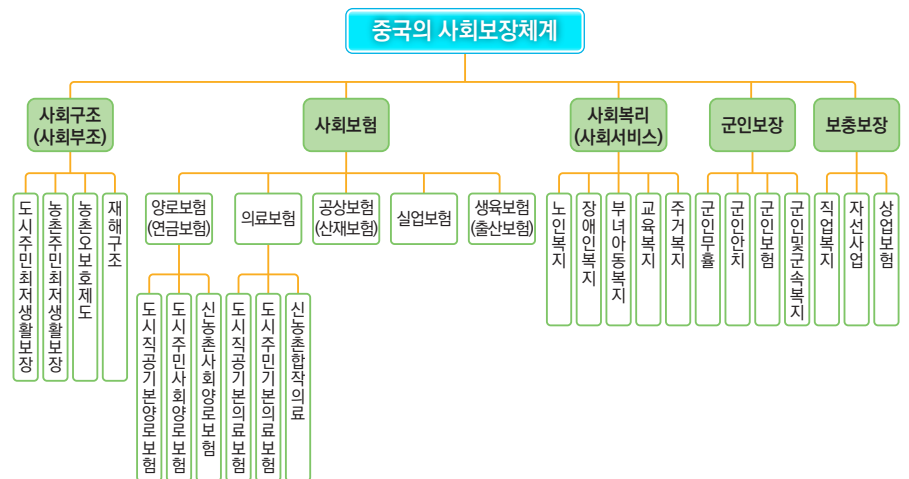 중국의 사회보장체계
사회구조
(사회부조)
사회보험
사회복리
(사회서비스)
군인보장
보충보장
도시주민최저생활보장
농촌주민최저생활보장
농촌오보호제도
재해구조
양로보험
(연금보험)
의료보험
공상보험
(산재보험)
실업보험
생육보험
(출산보험)
노인복지
장애인복지
부녀아동복지
교육복지
주거복지
군인무휼
군인안치
군인보험
군인및군속복지
직업복지
자선사업
상업보험
도시직공기본양로보험
도시주민사회양로보험
신농촌사회양로보험
도시직공기본의료보험
도시주민기본의료보험
신농촌합작의료